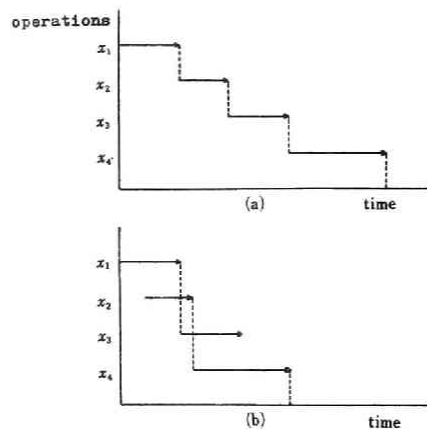 operations
x₁
x₂
x₃
x₄
(a) time
x₁
x₂
x₃
x₄
(b) time